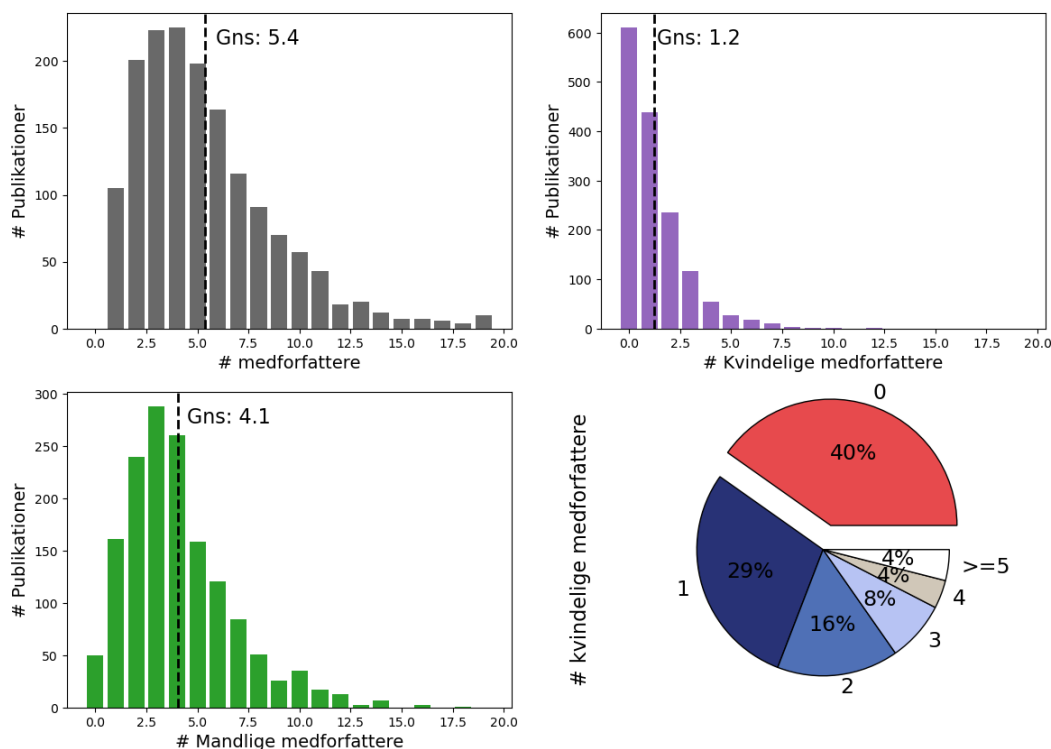 Gns: 5.4
# Publikationer
0
50
100
150
200
0.0 2.5 5.0 7.5 10.0 12.5 15.0 17.5 20.0
# medforfattere
Gns: 1.2
# Publikationer
0
100
200
300
400
500
600
0.0 2.5 5.0 7.5 10.0 12.5 15.0 17.5 20.0
# Kvindelige medforfattere
Gns: 4.1
# Publikationer
0
50
100
150
200
250
300
0.0 2.5 5.0 7.5 10.0 12.5 15.0 17.5 20.0
# Mandlige medforfattere
# kvindelige medforfattere
0
40%
1
29%
2
16%
3
8%
4
4%
>=5
4%